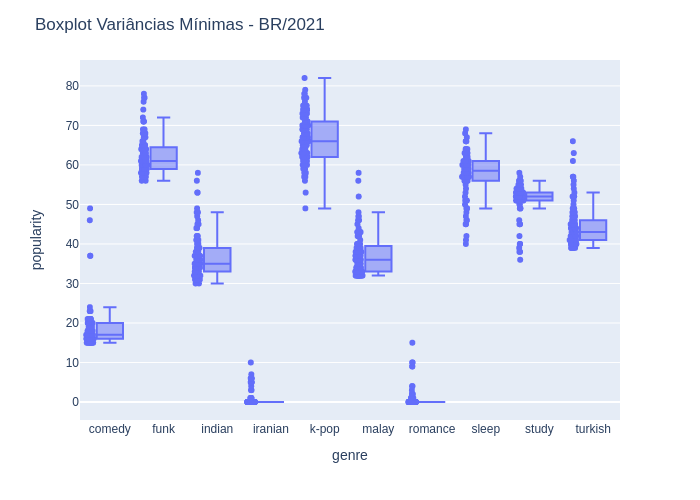 Boxplot Variâncias Mínimas - BR/2021
popularity
80
70
60
50
40
30
20
10
0
comedy funk indian iranian k-pop malay romance sleep study turkish
genre